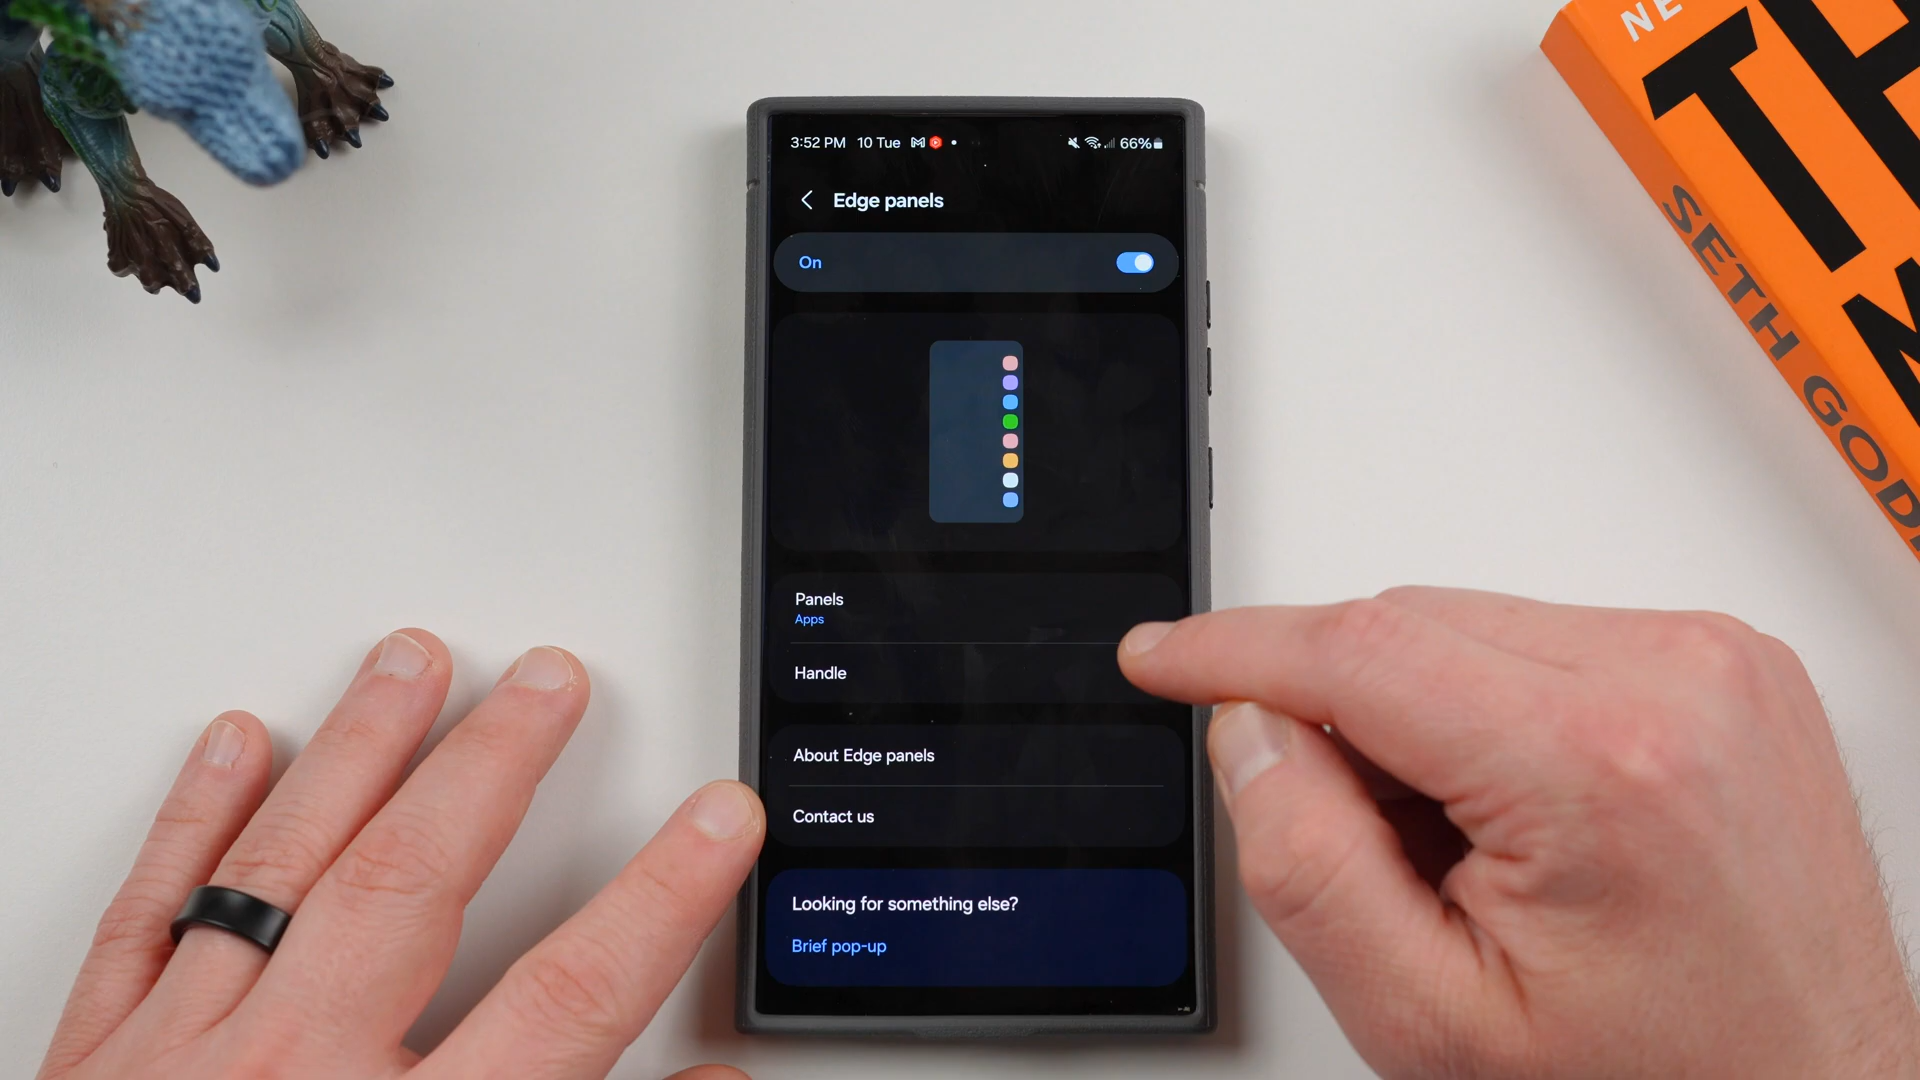 3:52 PM 10 Tue 66%
Edge panels
On
Panels
Apps
Handle
About Edge panels
Contact us
Looking for something else?
Brief pop-up
NE
TH
SETH GOD